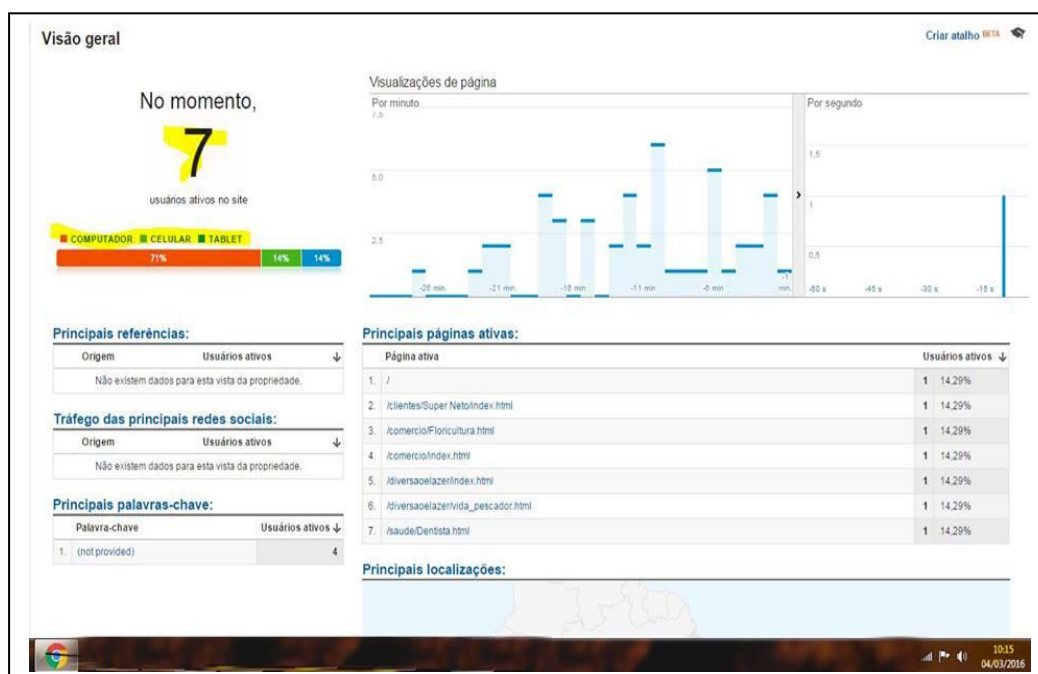 Visão geral
Criar atalho BETA
No momento,
7
usuários ativos no site
COMPUTADOR CELULAR TABLET
71% 14% 14%
Visualizações de página
Por minuto
7,5
5,0
2,5
-26 min. -21 min -16 min -11 min -6 min -1 min
Por segundo
1,5
1
0,5
-60 s -45 s -30 s -15 s
Principais referências:
Origem Usuários ativos
Não existem dados para esta vista da propriedade.
Tráfego das principais redes sociais:
Origem Usuários ativos
Não existem dados para esta vista da propriedade.
Principais palavras-chave:
Palavra-chave Usuários ativos
1. (not provided) 4
Principais páginas ativas:
Página ativa Usuários ativos
1. / 1 14,29%
2. /clientes/Super Neto/index.html 1 14,29%
3. /comercio/Floricultura.html 1 14,29%
4. /comercio/index.html 1 14,29%
5. /diversaoelazer/index.html 1 14,29%
6. /diversaoelazer/vida_pescador.html 1 14,29%
7. /saude/Dentista.html 1 14,29%
Principais localizações:
10:15
04/03/2016